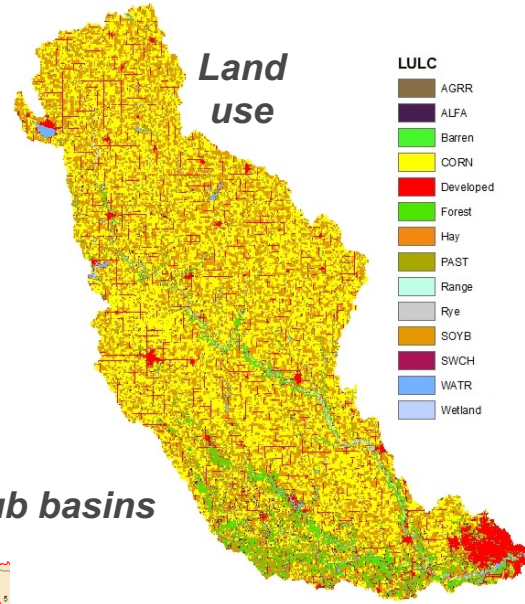 Land
use
LULC
AGRR
ALFA
Barren
CORN
Developed
Forest
Hay
PAST
Range
Rye
SOYB
SWCH
WATR
Wetland
ub basins
5